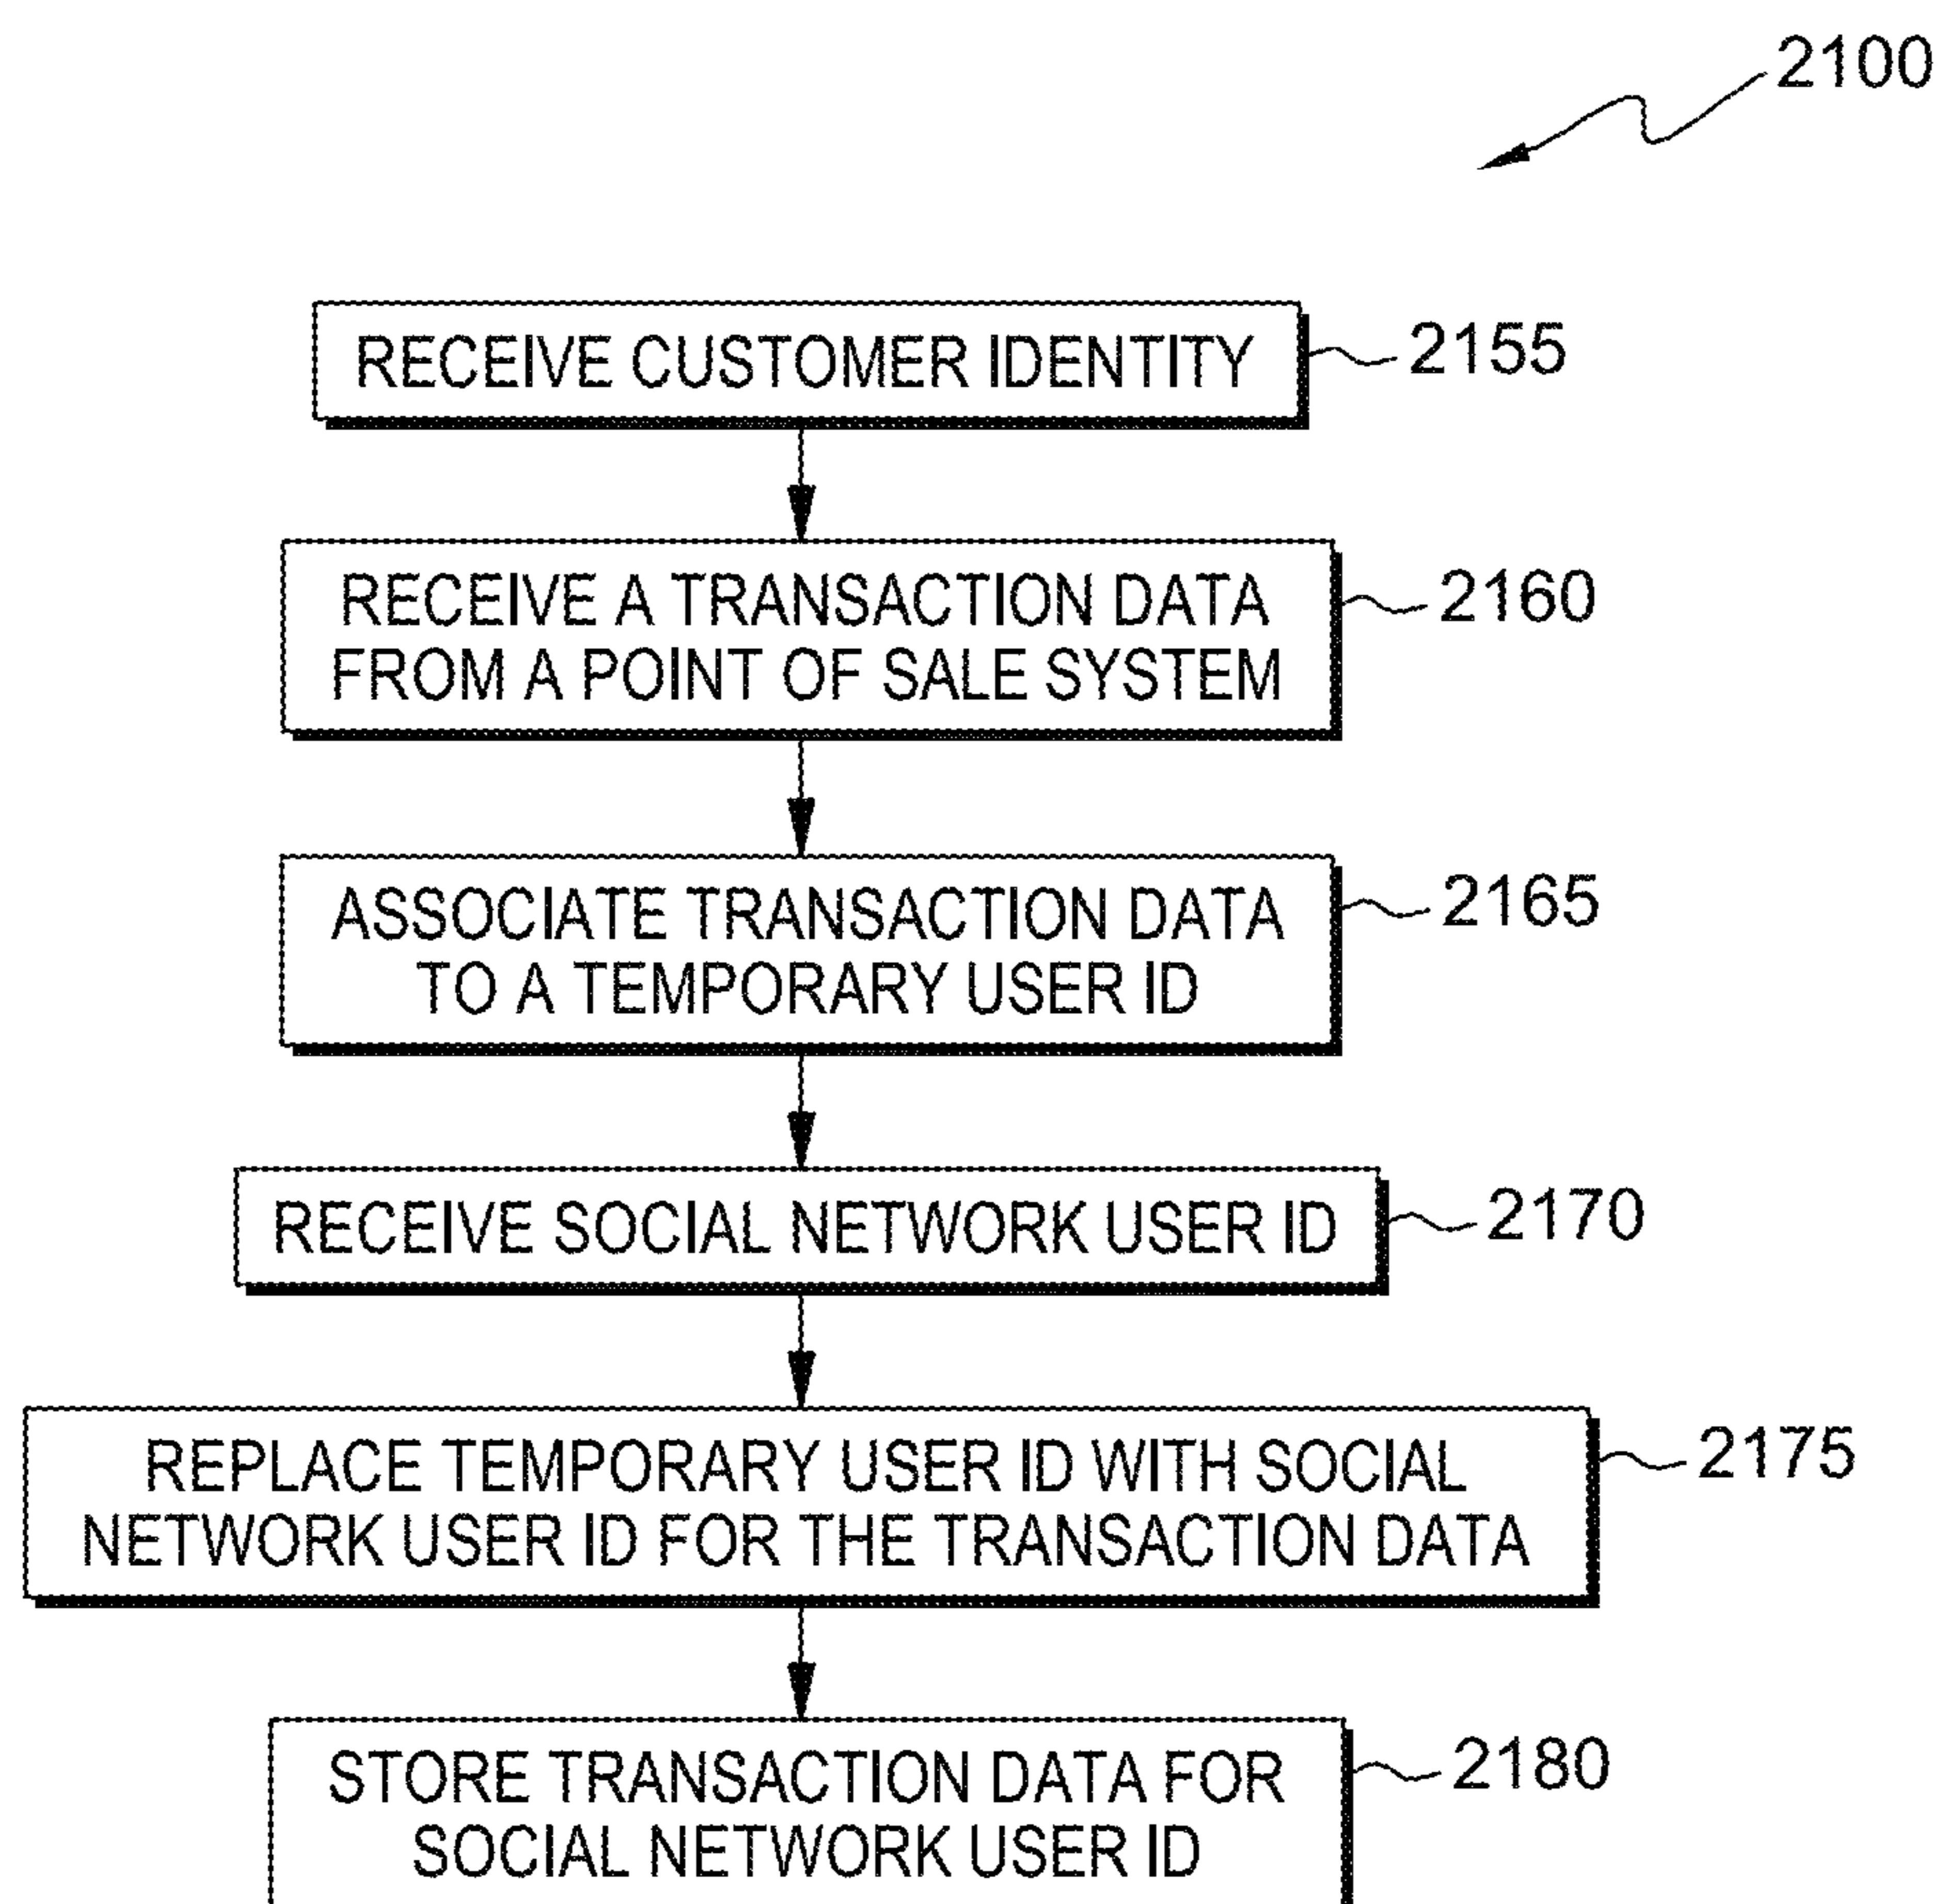 2100
RECEIVE CUSTOMER IDENTITY
2155
RECEIVE A TRANSACTION DATA
FROM A POINT OF SALE SYSTEM
2160
ASSOCIATE TRANSACTION DATA
TO A TEMPORARY USER ID
2165
RECEIVE SOCIAL NETWORK USER ID
2170
REPLACE TEMPORARY USER ID WITH SOCIAL
NETWORK USER ID FOR THE TRANSACTION DATA
2175
STORE TRANSACTION DATA FOR
SOCIAL NETWORK USER ID
2180